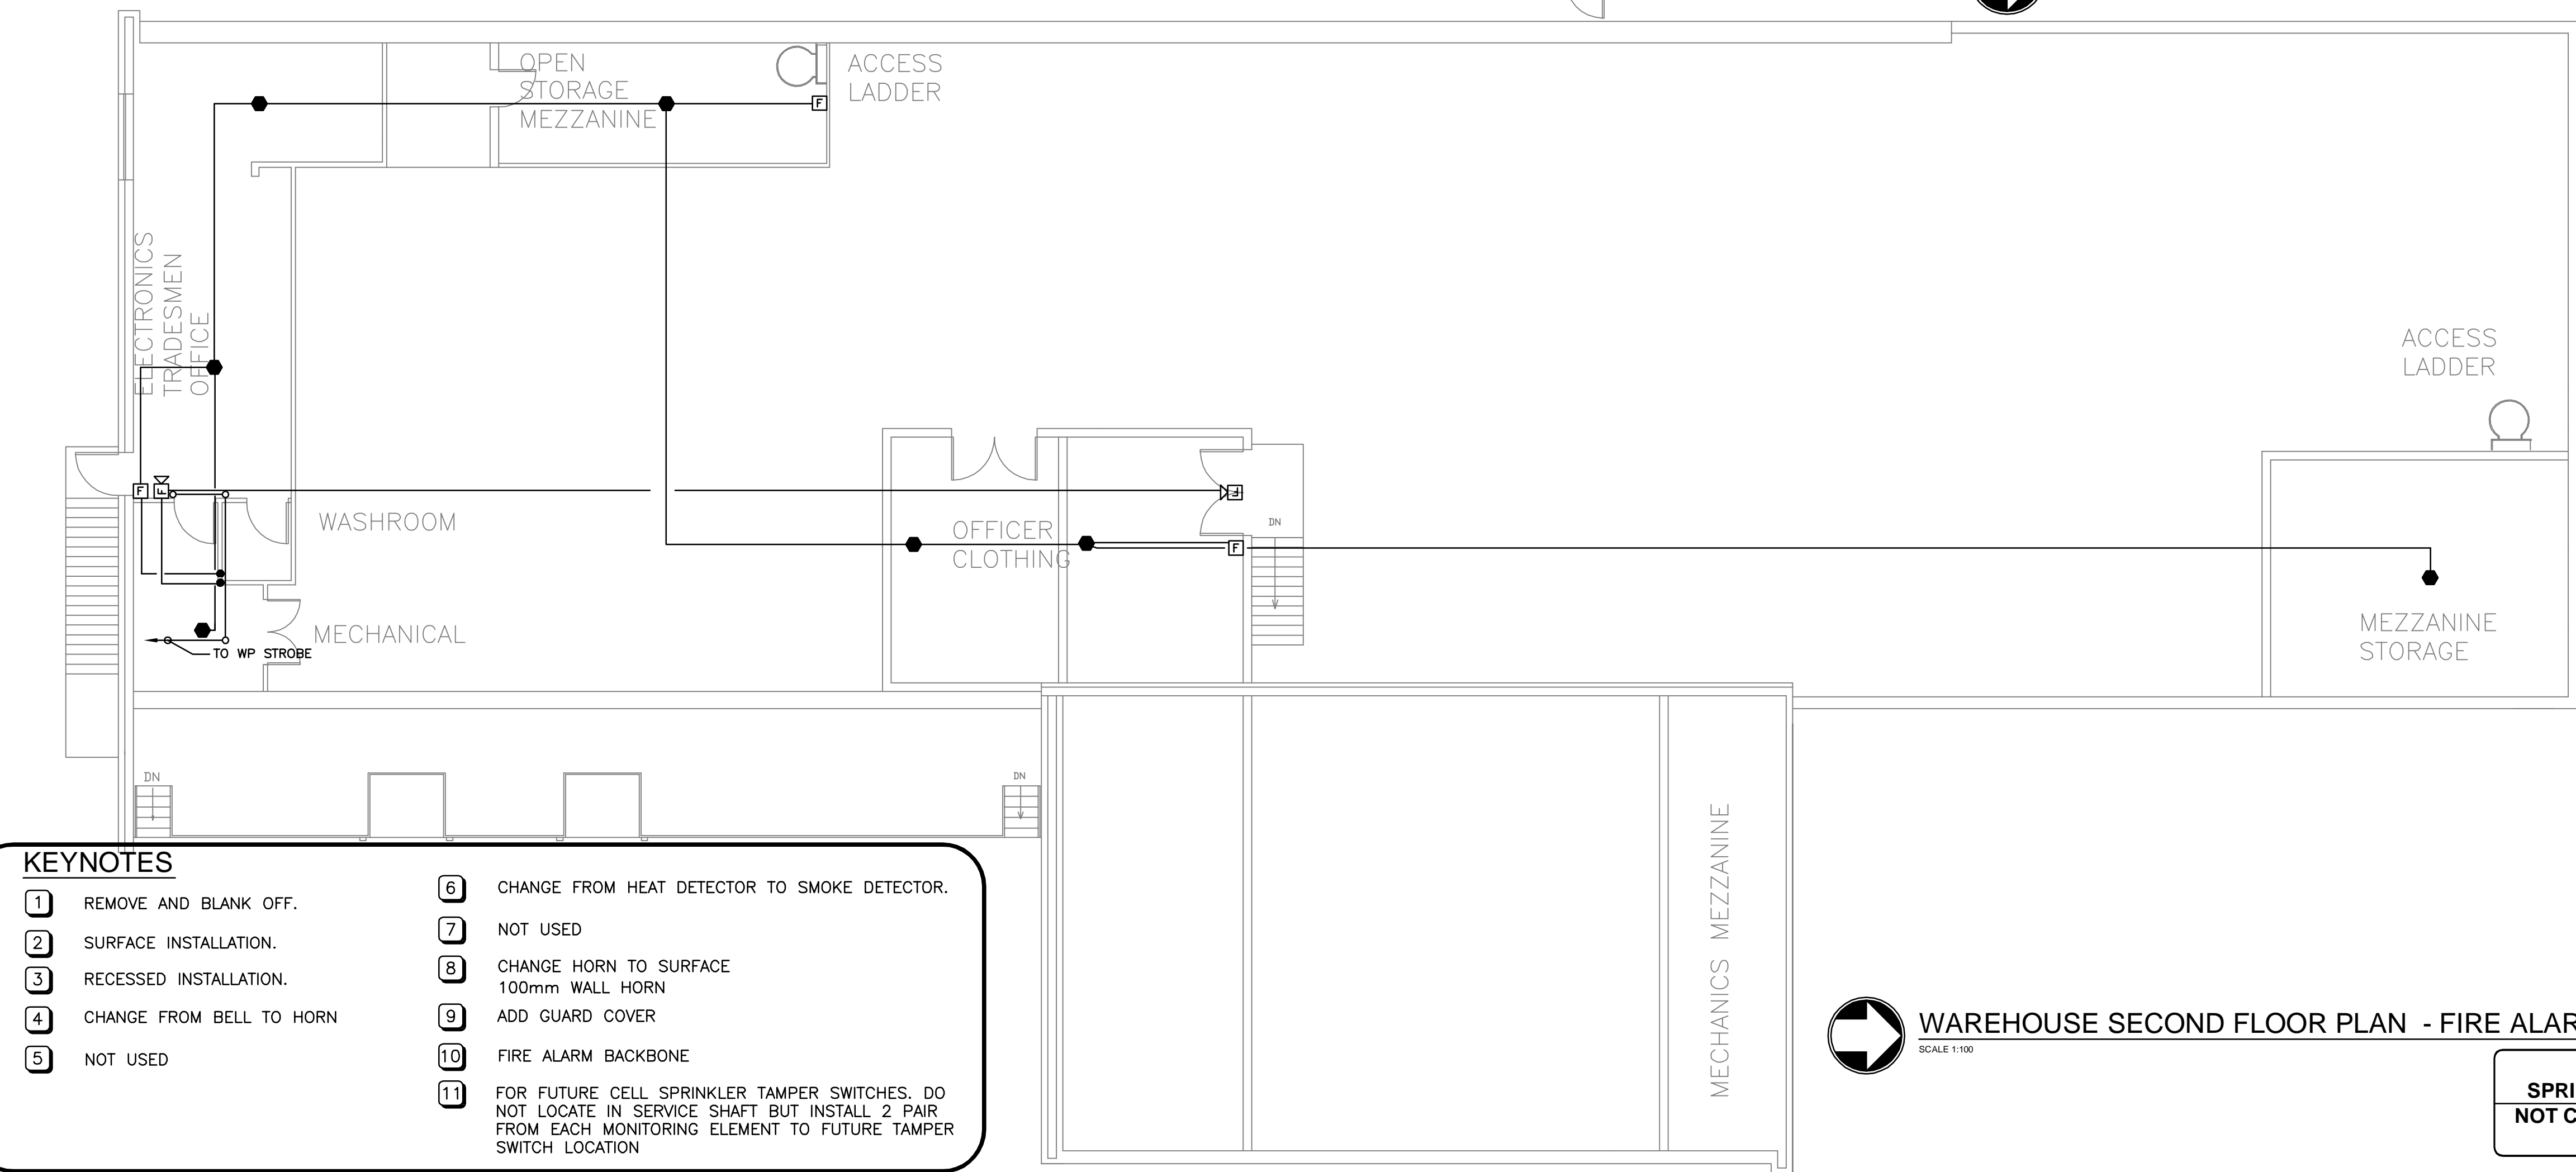 OPEN
STORAGE
MEZZANINE
ACCESS
LADDER
F
ELECTRONICS
TRADESMEN
OFFICE
ACCESS
LADDER
F
F
F
WASHROOM
OFFICER
CLOTHING
DN
F
MECHANICAL
TO WP STROBE
MEZZANINE
STORAGE
DN
DN
MECHANICS MEZZANINE
KEYNOTES
1 REMOVE AND BLANK OFF.
2 SURFACE INSTALLATION.
3 RECESSED INSTALLATION.
4 CHANGE FROM BELL TO HORN
5 NOT USED
6 CHANGE FROM HEAT DETECTOR TO SMOKE DETECTOR.
7 NOT USED
8 CHANGE HORN TO SURFACE
100mm WALL HORN
9 ADD GUARD COVER
10 FIRE ALARM BACKBONE
11 FOR FUTURE CELL SPRINKLER TAMPER SWITCHES. DO
NOT LOCATE IN SERVICE SHAFT BUT INSTALL 2 PAIR
FROM EACH MONITORING ELEMENT TO FUTURE TAMPER
SWITCH LOCATION
WAREHOUSE SECOND FLOOR PLAN - FIRE ALAR
SCALE 1:100
SPRI
NOT C